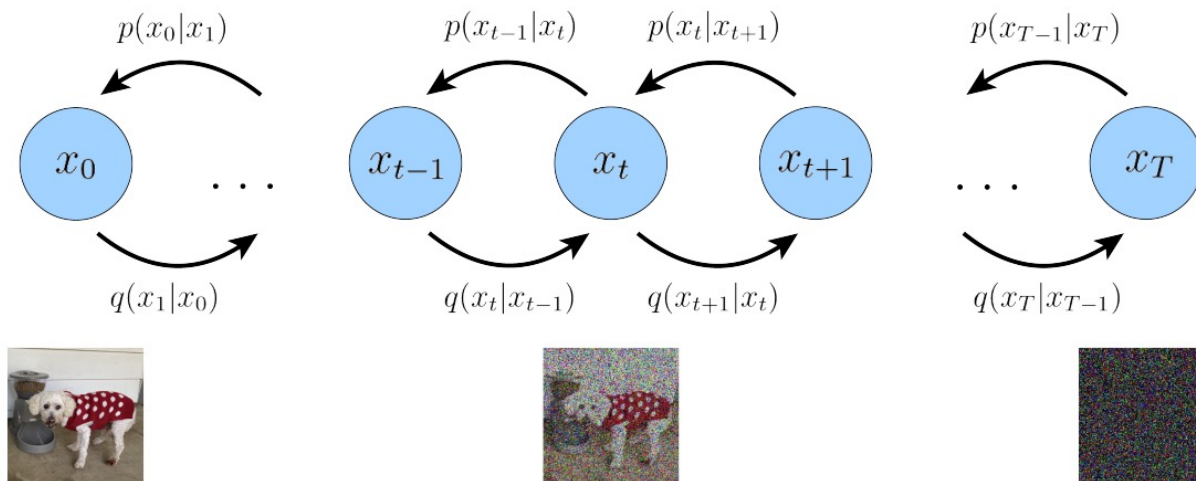 p(x_0|x_1) p(x_{t-1}|x_t) p(x_t|x_{t+1}) p(x_{T-1}|x_T)
x_0 . . . x_{t-1} x_t x_{t+1} . . . x_T
q(x_1|x_0) q(x_t|x_{t-1}) q(x_{t+1}|x_t) q(x_T|x_{T-1})